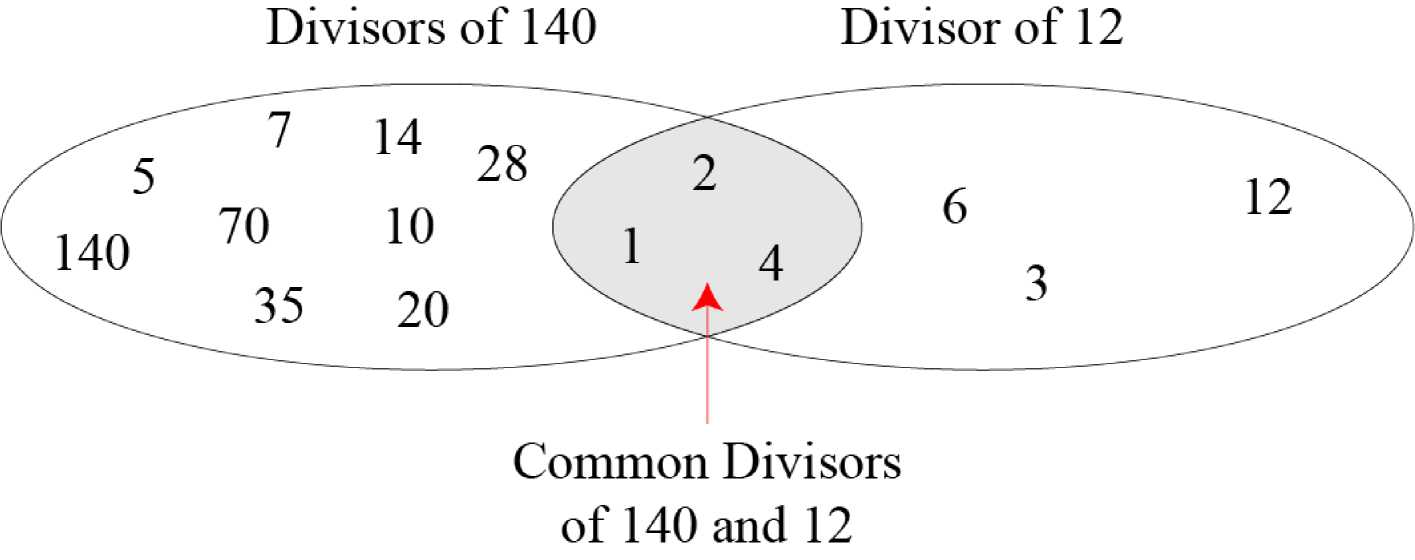 Divisors of 140 Divisor of 12
7 14 28 2
5 6 12
70 10
140 1 4 3
35 20
Common Divisors
of 140 and 12